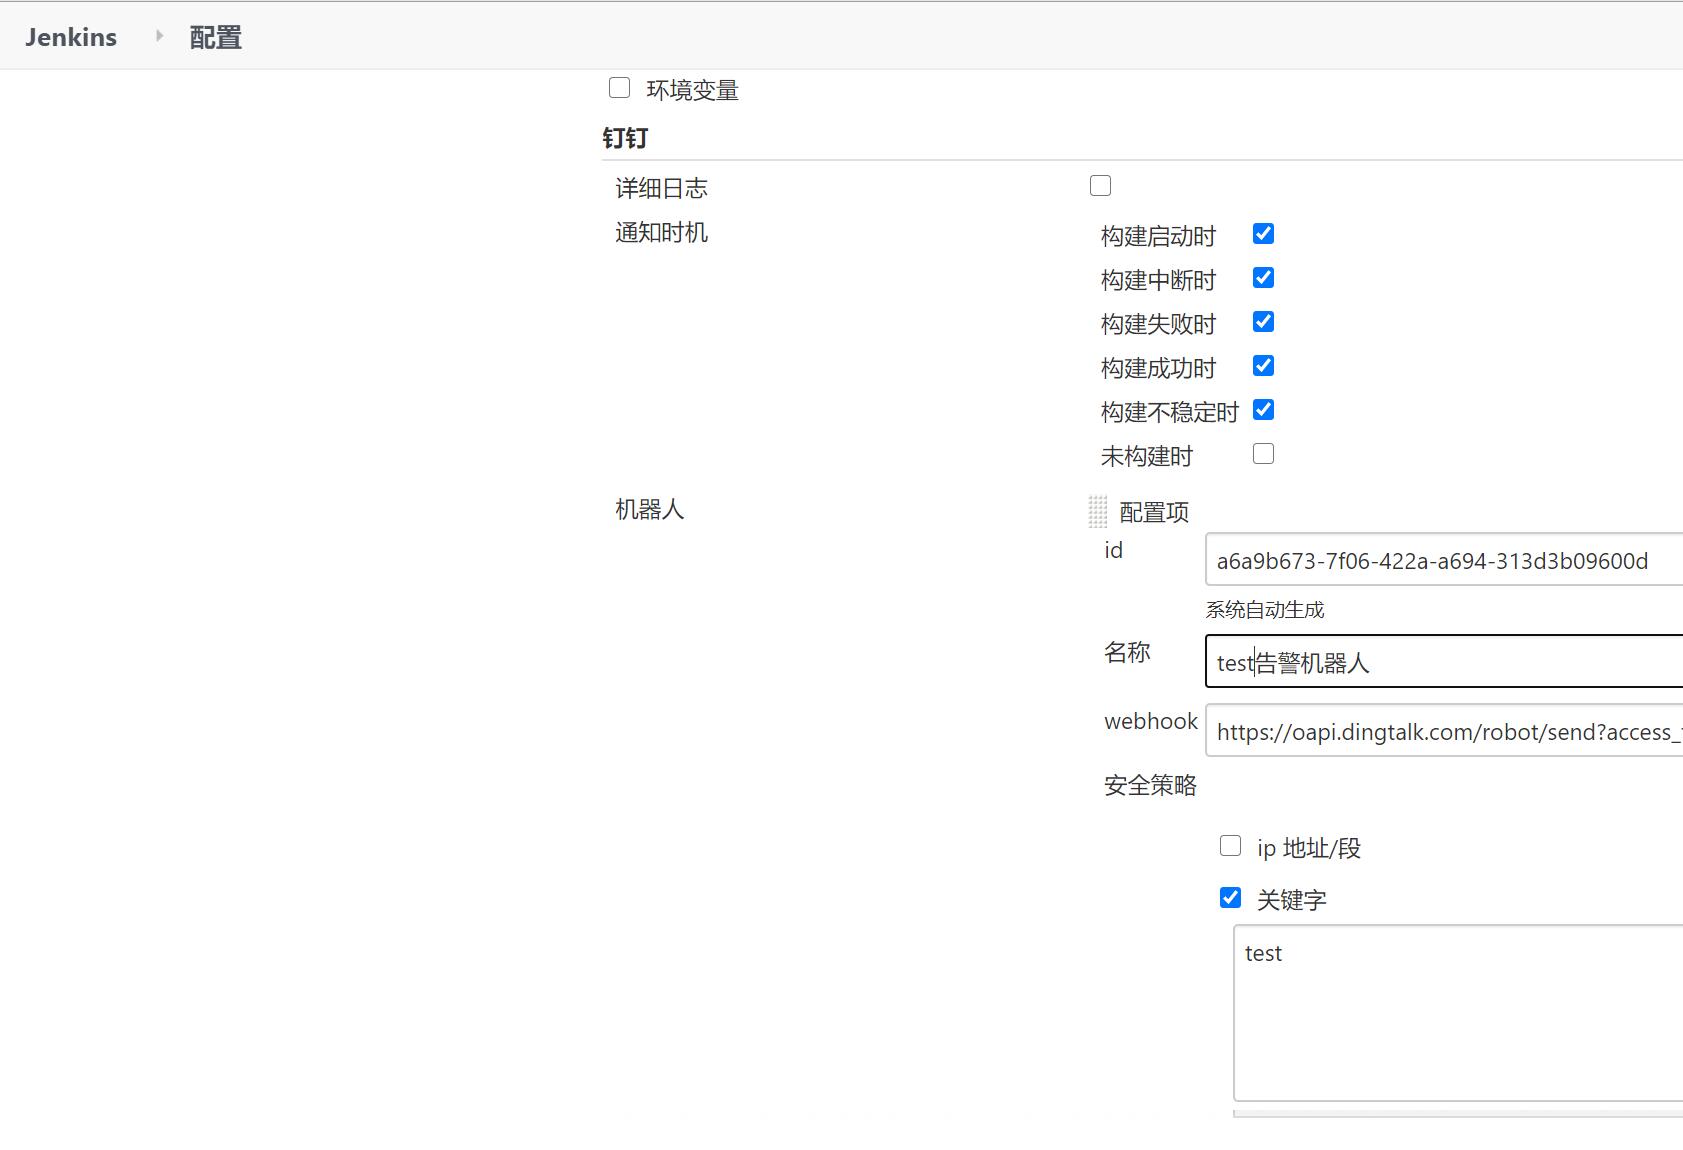 Jenkins 配置
环境变量
钉钉
详细日志
通知时机
构建启动时
构建中断时
构建失败时
构建成功时
构建不稳定时
未构建时
机器人
配置项
id
a6a9b673-7f06-422a-a694-313d3b09600d
系统自动生成
名称
test告警机器人
webhook
https://oapi.dingtalk.com/robot/send?access_
安全策略
ip 地址/段
关键字
test